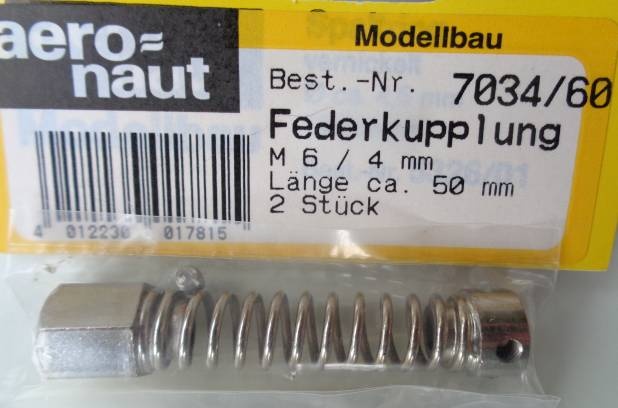 aero≈
naut
Modellbau
Best.-Nr. 7034/60
Federkupplung
M 6 / 4 mm
Länge ca. 50 mm
2 Stück
4 012230 017815